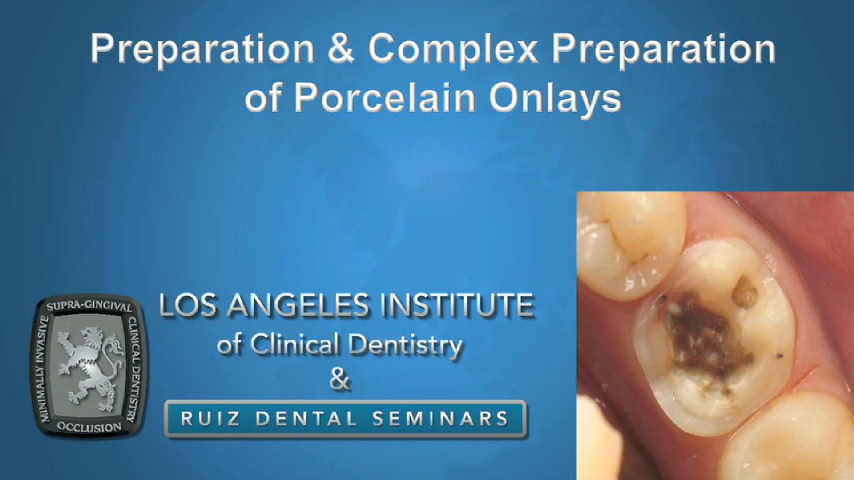 Preparation & Complex Preparation
of Porcelain Onlays
LOS ANGELES INSTITUTE
of Clinical Dentistry
&
RUIZ DENTAL SEMINARS
SUPRA-GINGIVAL
MINIMALLY INVASIVE
CLINICAL DENTISTRY
OCCLUSION